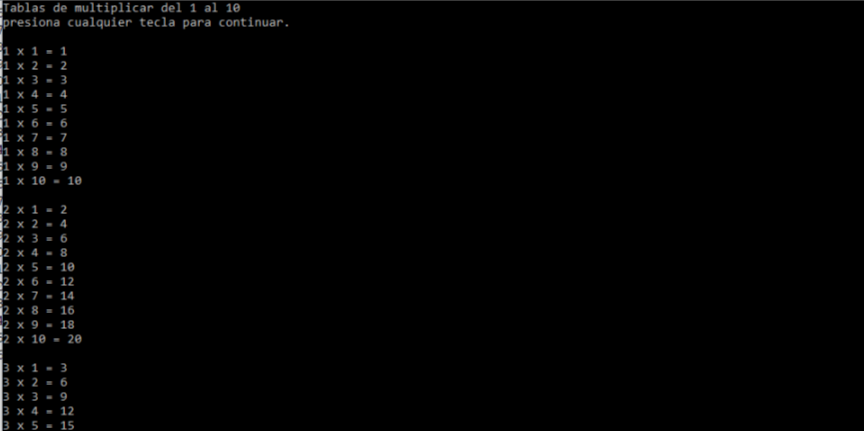 Tablas de multiplicar del 1 al 10
presiona cualquier tecla para continuar.
1 x 1 = 1
1 x 2 = 2
1 x 3 = 3
1 x 4 = 4
1 x 5 = 5
1 x 6 = 6
1 x 7 = 7
1 x 8 = 8
1 x 9 = 9
1 x 10 = 10
2 x 1 = 2
2 x 2 = 4
2 x 3 = 6
2 x 4 = 8
2 x 5 = 10
2 x 6 = 12
2 x 7 = 14
2 x 8 = 16
2 x 9 = 18
2 x 10 = 20
3 x 1 = 3
3 x 2 = 6
3 x 3 = 9
3 x 4 = 12
3 x 5 = 15